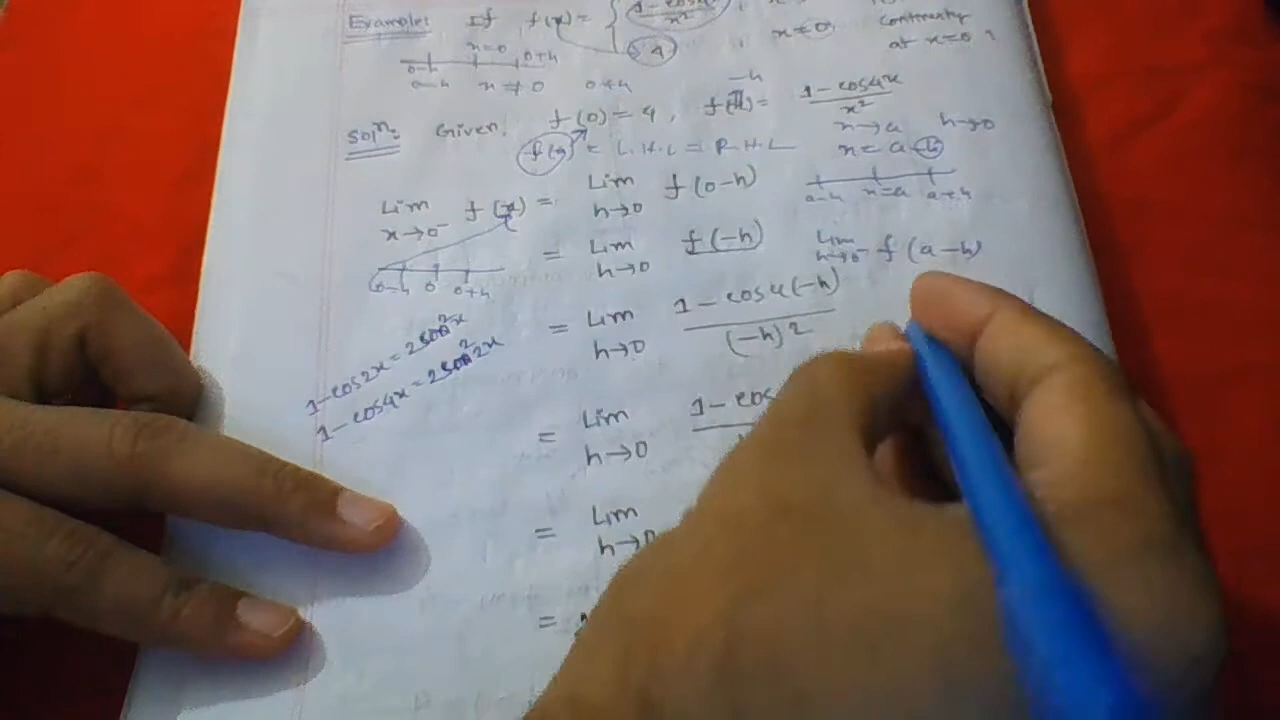 Example: If f(x) = { 1 - cos4x / x² ,
4 , x = 0 continuity
at x=0 ?
x=0
0-h 0+h
a-h x ≠ 0 0+h
Soln: Given, f(0) = 4, f(-h) = 1 - cos4x / x²
x→a h→0
f(a) = L.H.L = R.H.L x = a-h
a-h x=a a+h
Lim x→0⁻ f(x) = Lim h→0 f(0-h)
= Lim h→0 f(-h) Lim h→0⁻ f(a-h)
0-h 0 0+h
= Lim h→0 1 - cos4(-h) / (-h)²
1 - cos2x = 2sin²x
1 - cos4x = 2sin²2x
= Lim h→0 1 - cos
= Lim h→0
=